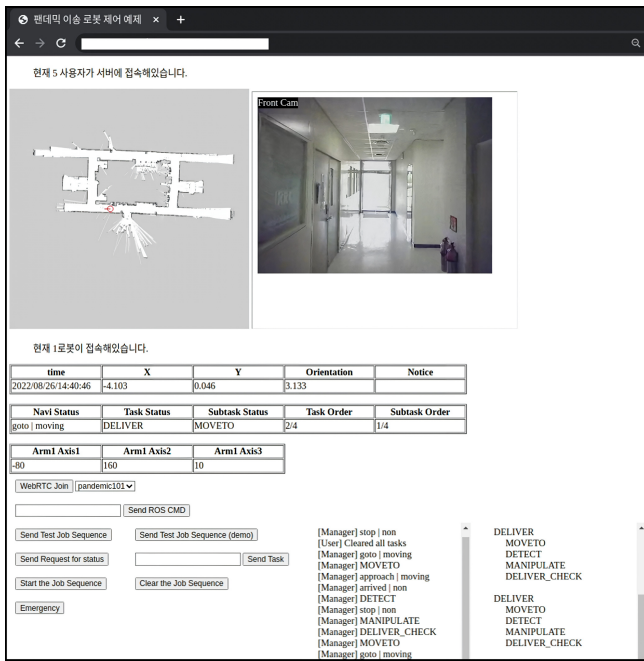 팬데믹 이송 로봇 제어 예제
현재 5 사용자가 서버에 접속해있습니다.
Front Cam
현재 1로봇이 접속해있습니다.
time X Y Orientation Notice
2022/08/26/14:40:46 -4.103 0.046 3.133
Navi Status Task Status Subtask Status Task Order Subtask Order
goto | moving DELIVER MOVETO 2/4 1/4
Arm1 Axis1 Arm1 Axis2 Arm1 Axis3
-80 160 10
WebRTC Join pandemic101
Send ROS CMD
Send Test Job Sequence Send Test Job Sequence (demo)
Send Request for status Send Task
Start the Job Sequence Clear the Job Sequence
Emergency
[Manager] stop | non
[User] Cleared all tasks
[Manager] goto | moving
[Manager] MOVETO
[Manager] approach | moving
[Manager] arrived | non
[Manager] DETECT
[Manager] stop | non
[Manager] MANIPULATE
[Manager] DELIVER_CHECK
[Manager] MOVETO
[Manager] goto | moving
DELIVER
MOVETO
DETECT
MANIPULATE
DELIVER_CHECK
DELIVER
MOVETO
DETECT
MANIPULATE
DELIVER_CHECK